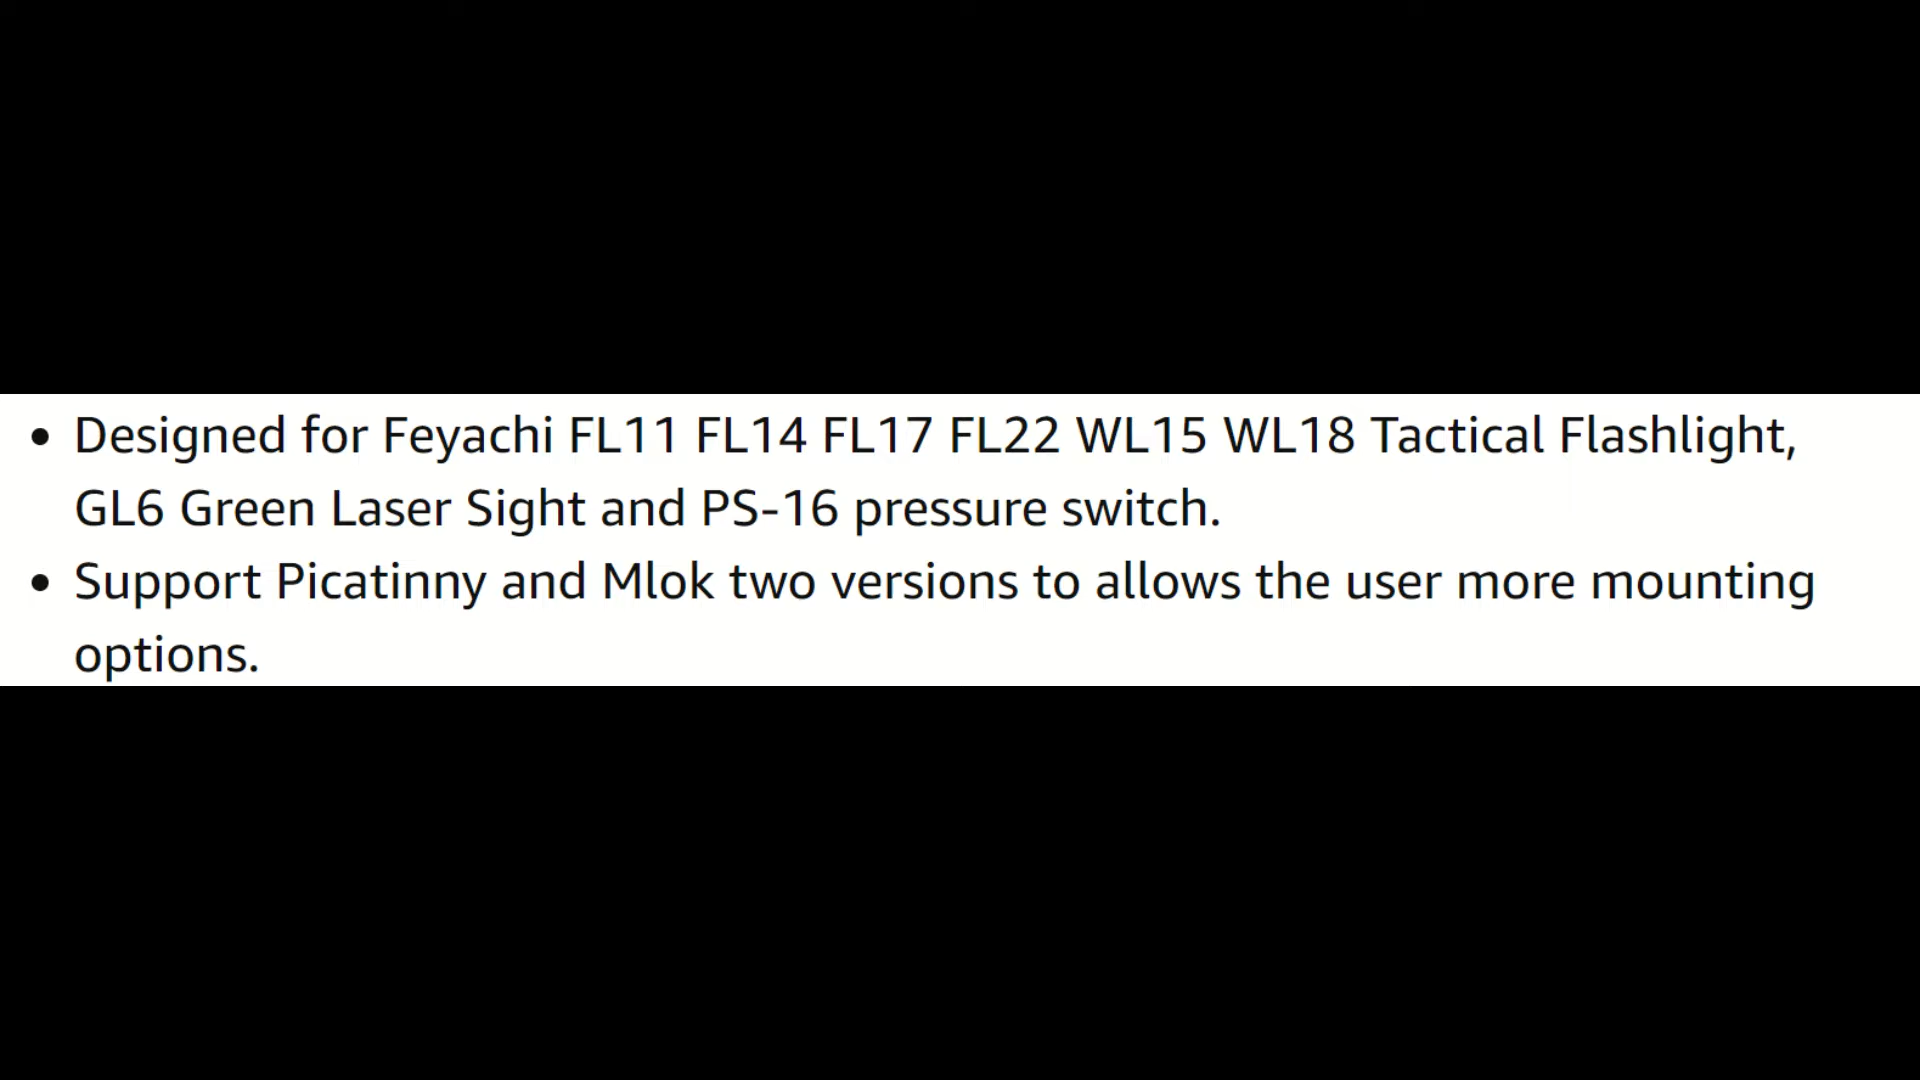 • Designed for Feyachi FL11 FL14 FL17 FL22 WL15 WL18 Tactical Flashlight,
GL6 Green Laser Sight and PS-16 pressure switch.
• Support Picatinny and Mlok two versions to allows the user more mounting
options.